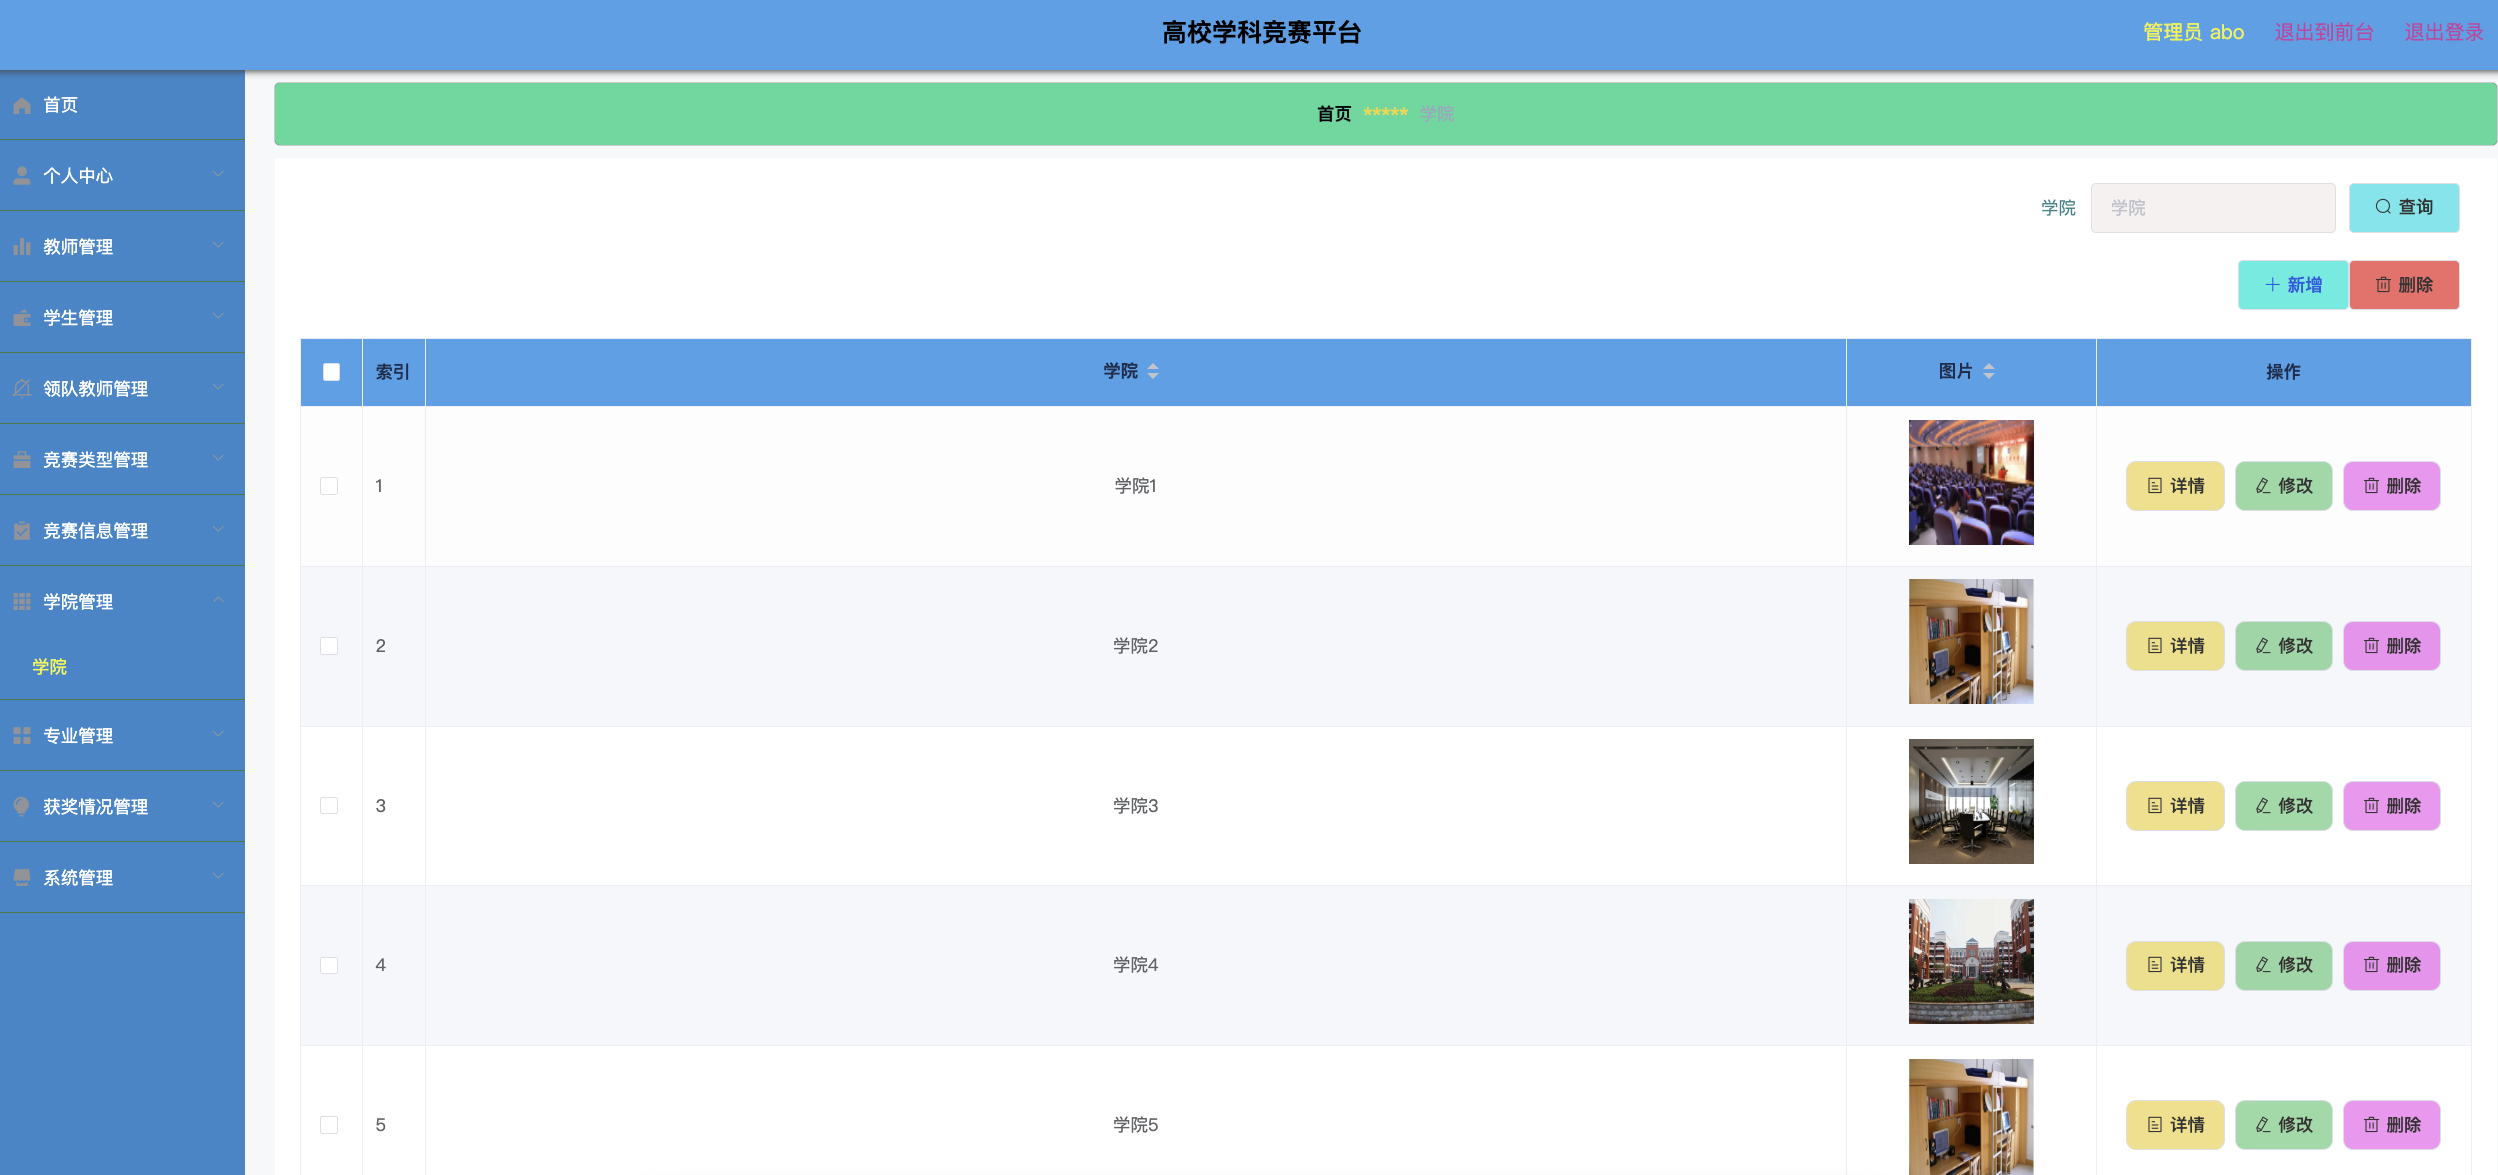 高校学科竞赛平台
管理员 abo 退出到前台 退出登录
首页
个人中心
教师管理
学生管理
领队教师管理
竞赛类型管理
竞赛信息管理
学院管理
学院
专业管理
获奖情况管理
系统管理
首页 ***** 学院
学院 学院 查询
新增 删除
索引 学院 图片 操作
1 学院1 详情 修改 删除
2 学院2 详情 修改 删除
3 学院3 详情 修改 删除
4 学院4 详情 修改 删除
5 学院5 详情 修改 删除